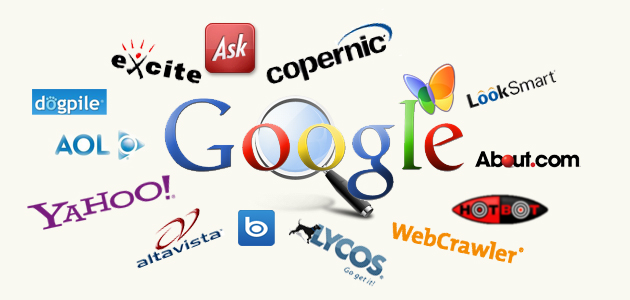 excite
Ask
copernic
LookSmart
dogpile
AOL
Google
About.com
YAHOO!
HOTBOT
altavista
b
LYCOS
Go get it!
WebCrawler